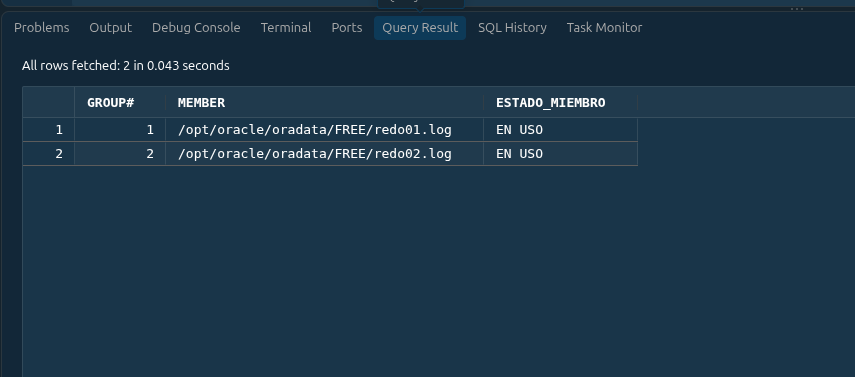 Problems Output Debug Console Terminal Ports Query Result SQL History Task Monitor
All rows fetched: 2 in 0.043 seconds
GROUP# MEMBER ESTADO_MIEMBRO
1 1 /opt/oracle/oradata/FREE/redo01.log EN USO
2 2 /opt/oracle/oradata/FREE/redo02.log EN USO